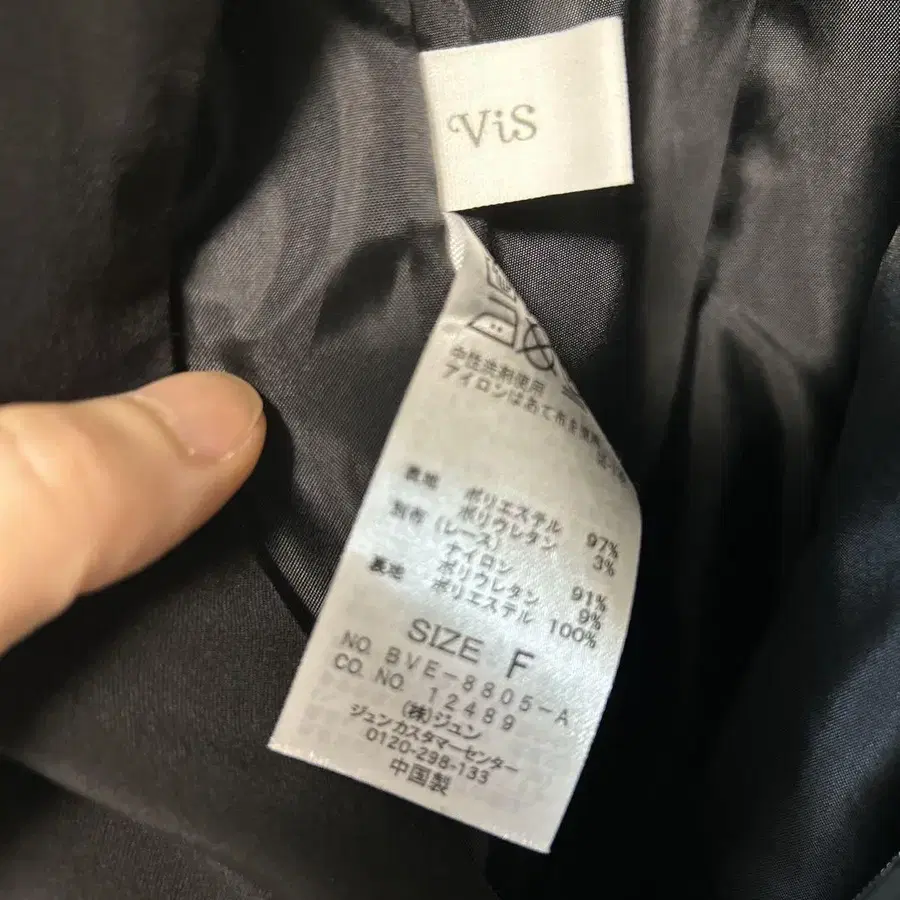 ViS
中性洗剤使用
アイロンはあて布を使用
表地 ポリエステル 97%
ポリウレタン 3%
別布 (レース)
ナイロン 91%
ポリウレタン 9%
裏地 ポリエステル 100%
SIZE F
NO. BVE-8805-A
CO. NO. 12489
(株)ジュン
ジュンカスタマーセンター
0120-298-133
中国製